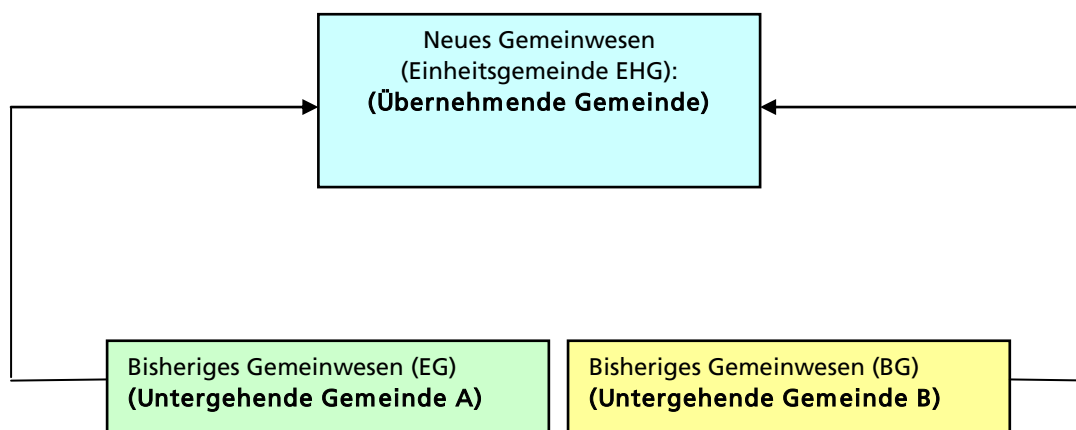 Neues Gemeinwesen
(Einheitsgemeinde EHG):
(Übernehmende Gemeinde)
Bisheriges Gemeinwesen (EG)
(Untergehende Gemeinde A)
Bisheriges Gemeinwesen (BG)
(Untergehende Gemeinde B)